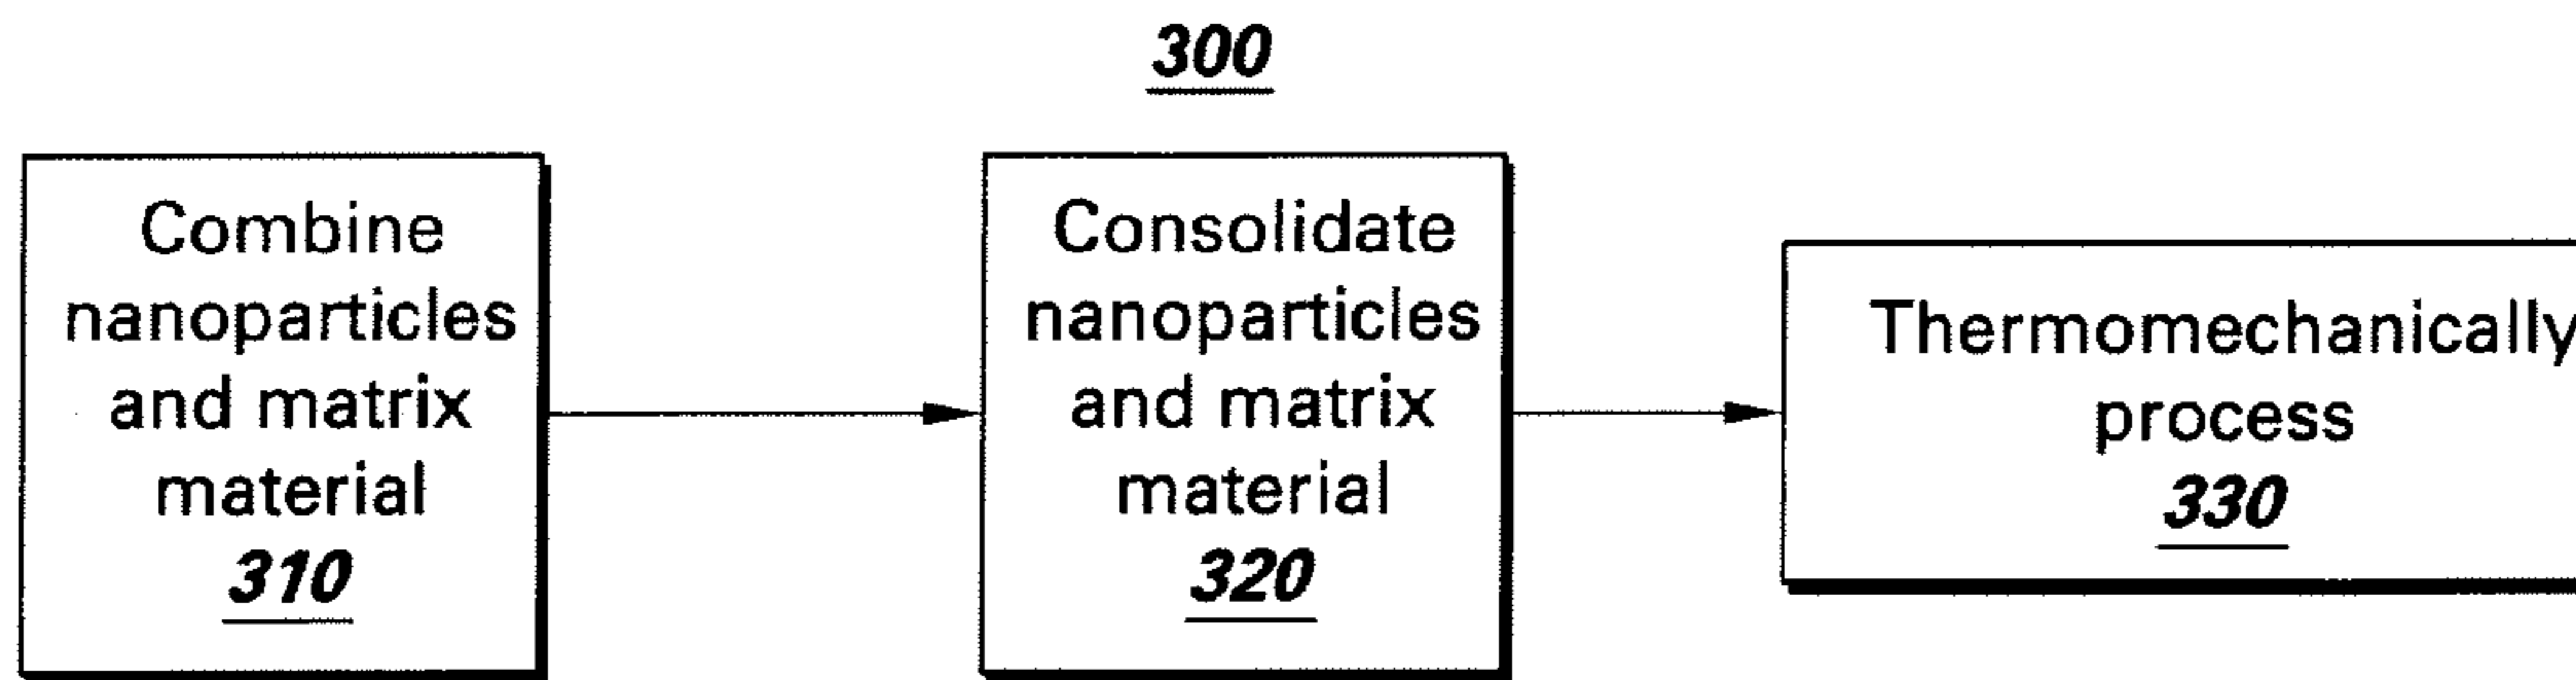 300
Combine
nanoparticles
and matrix
material
310
Consolidate
nanoparticles
and matrix
material
320
Thermomechanically
process
330